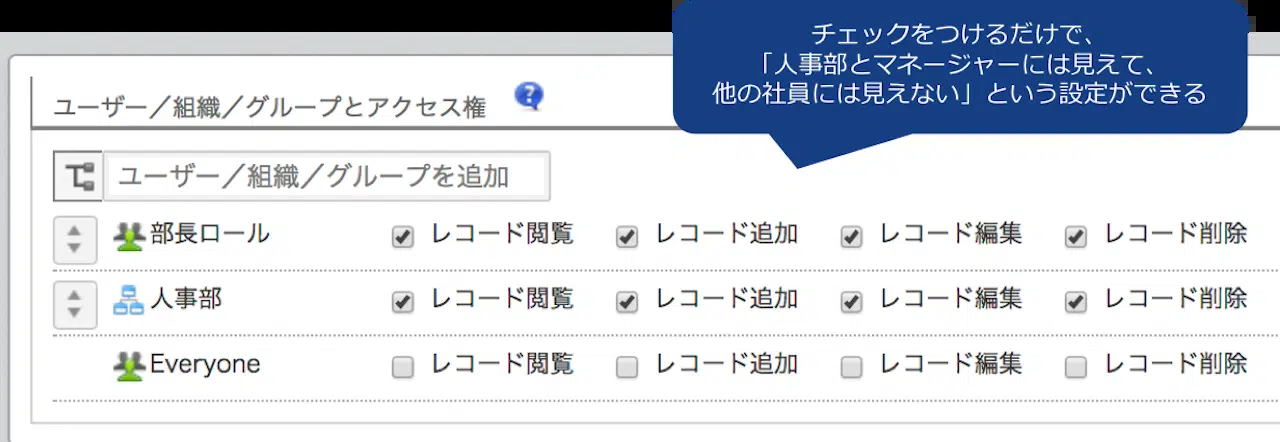 チェックをつけるだけで、
「人事部とマネージャーには見えて、
他の社員には見えない」という設定ができる
ユーザー／組織／グループとアクセス権 ?
ユーザー／組織／グループを追加
部長ロール レコード閲覧 レコード追加 レコード編集 レコード削除
人事部 レコード閲覧 レコード追加 レコード編集 レコード削除
Everyone レコード閲覧 レコード追加 レコード編集 レコード削除